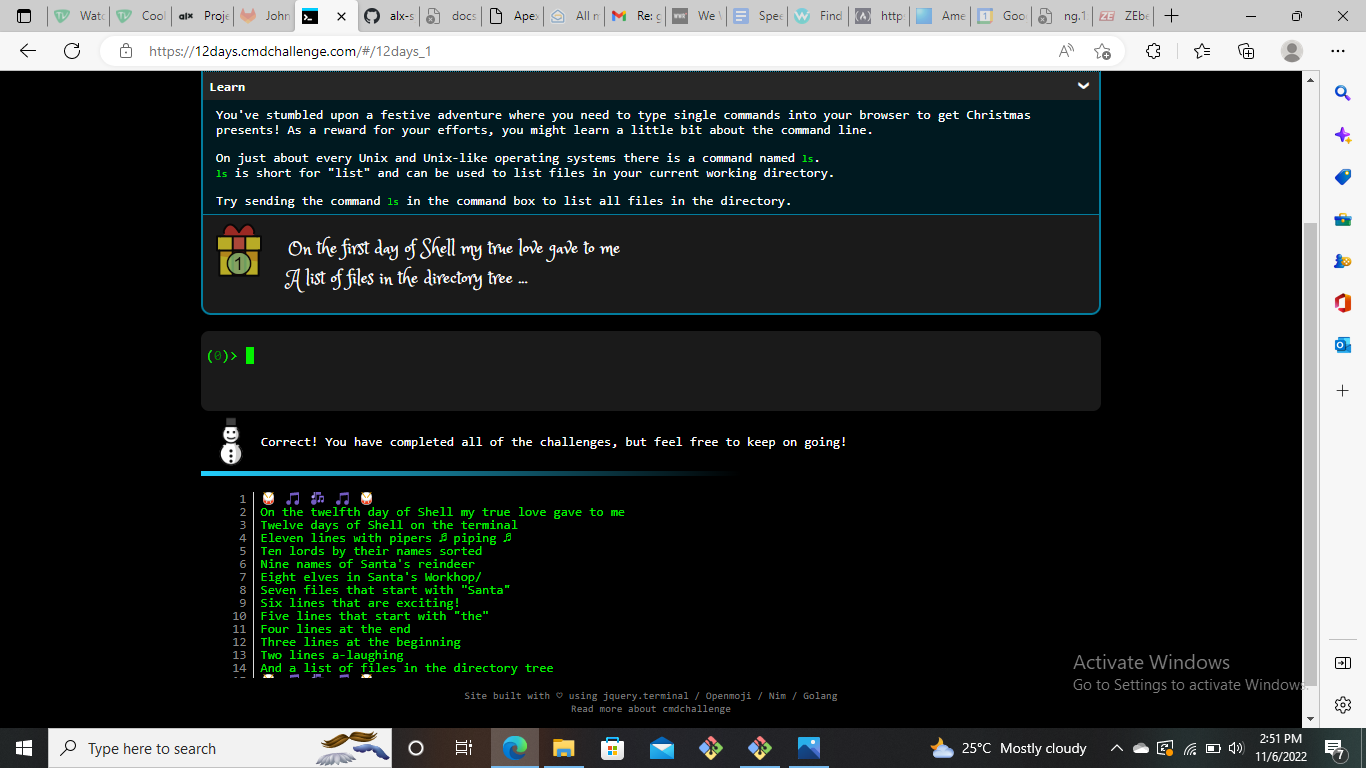 Watc
Cool
alx
Proje
John
alx-s
docs
Ape
All n
Re: g
We \
Spee
Find
http
Ame
Goo
ng.1
ZE
ZEbe
https://12days.cmdchallenge.com/#/12days_1
Learn
You've stumbled upon a festive adventure where you need to type single commands into your browser to get Christmas
presents! As a reward for your efforts, you might learn a little bit about the command line.
On just about every Unix and Unix-like operating systems there is a command named ls.
ls is short for "list" and can be used to list files in your current working directory.
Try sending the command ls in the command box to list all files in the directory.
1
On the first day of Shell my true love gave to me
A list of files in the directory tree ...
(0)>
Correct! You have completed all of the challenges, but feel free to keep on going!
1
2 On the twelfth day of Shell my true love gave to me
3 Twelve days of Shell on the terminal
4 Eleven lines with pipers ♬ piping ♬
5 Ten lords by their names sorted
6 Nine names of Santa's reindeer
7 Eight elves in Santa's Workhop/
8 Seven files that start with "Santa"
9 Six lines that are exciting!
10 Five lines that start with "the"
11 Four lines at the end
12 Three lines at the beginning
13 Two lines a-laughing
14 And a list of files in the directory tree
Site built with ♡ using jquery.terminal / Openmoji / Nim / Golang
Read more about cmdchallenge
Activate Windows
Go to Settings to activate Windows.
Type here to search
25°C Mostly cloudy
2:51 PM
11/6/2022
7